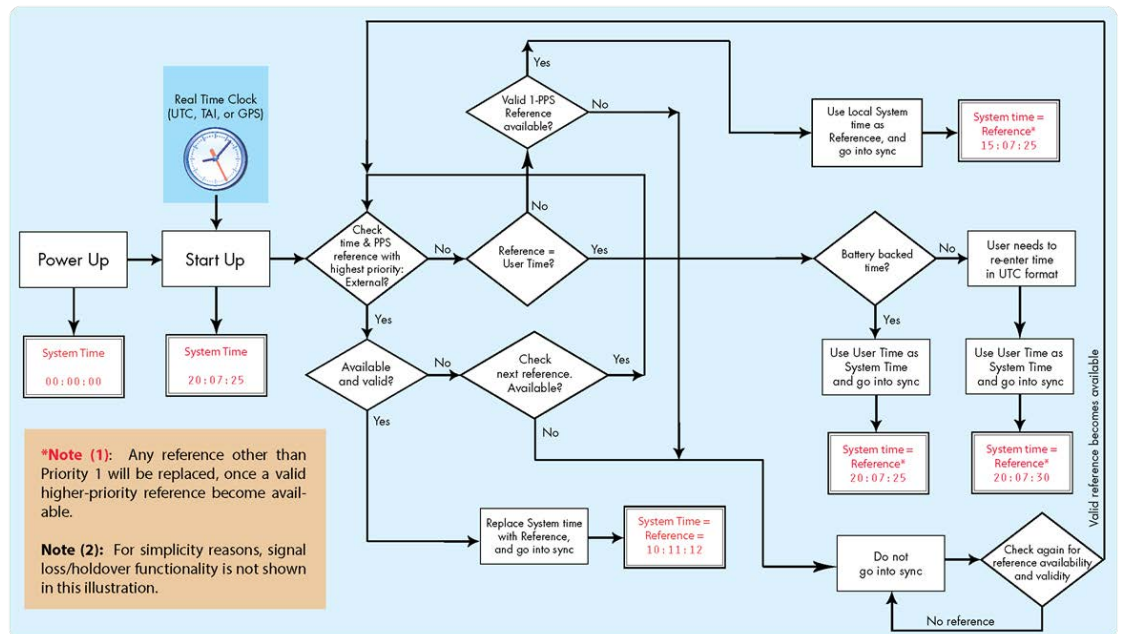 Real Time Clock
(UTC, TAI, or GPS)
Power Up
Start Up
System Time
00:00:00
System Time
20:07:25
Check
time & PPS
reference with
highest priority:
External?
No
Yes
Reference =
User Time?
No
Yes
Valid 1-PPS
Reference
available?
Yes
No
Use Local System
time as
Referencee, and
go into sync
System time =
Reference*
15:07:25
Battery backed
time?
No
Yes
User needs to
re-enter time
in UTC format
Use User Time as
System Time
and go into sync
Use User Time as
System Time
and go into sync
System time =
Reference*
20:07:25
System time =
Reference*
20:07:30
Available
and valid?
No
Yes
Check
next reference.
Available?
Yes
No
Replace System time
with Reference,
and go into sync
System Time =
Reference =
10:11:12
Do not
go into sync
Check again for
reference availability
and validity
No reference
Valid reference becomes available
*Note (1): Any reference other than
Priority 1 will be replaced, once a valid
higher-priority reference become avail-
able.
Note (2): For simplicity reasons, signal
loss/holdover functionality is not shown
in this illustration.